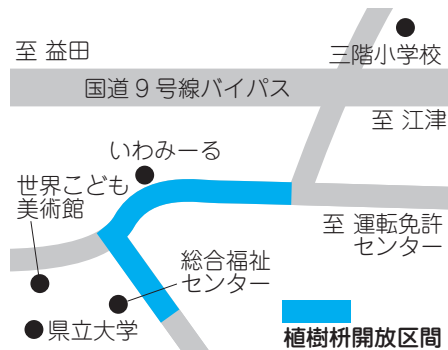 至 益田
三階小学校
国道9号線バイパス
至 江津
いわみーる
世界こども
美術館
至 運転免許
センター
総合福祉
センター
県立大学
植樹枡開放区間